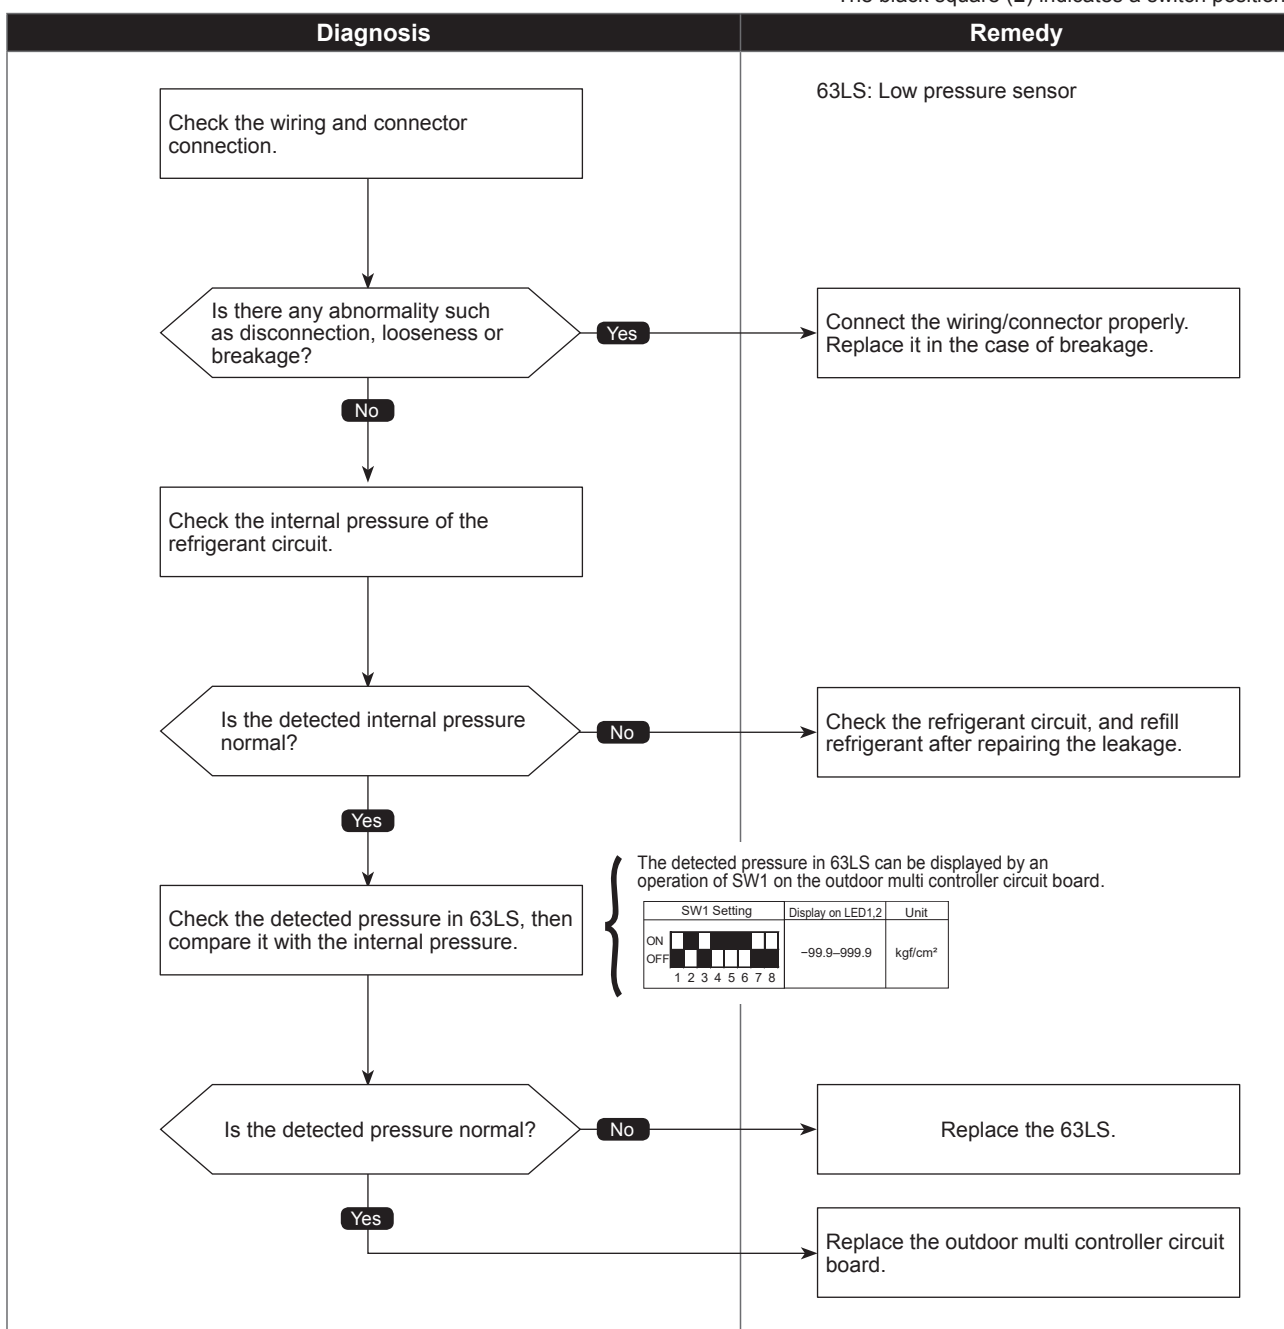 The black square (■) indicates a switch position.
Diagnosis
Remedy
63LS: Low pressure sensor
Check the wiring and connector
connection.
Is there any abnormality such
as disconnection, looseness or
breakage?
Yes
Connect the wiring/connector properly.
Replace it in the case of breakage.
No
Check the internal pressure of the
refrigerant circuit.
Is the detected internal pressure
normal?
No
Check the refrigerant circuit, and refill
refrigerant after repairing the leakage.
Yes
Check the detected pressure in 63LS, then
compare it with the internal pressure.
The detected pressure in 63LS can be displayed by an
operation of SW1 on the outdoor multi controller circuit board.
SW1 Setting
Display on LED1,2
Unit
ON
OFF
1 2 3 4 5 6 7 8
−99.9–999.9
kgf/cm²
Is the detected pressure normal?
No
Replace the 63LS.
Yes
Replace the outdoor multi controller circuit
board.